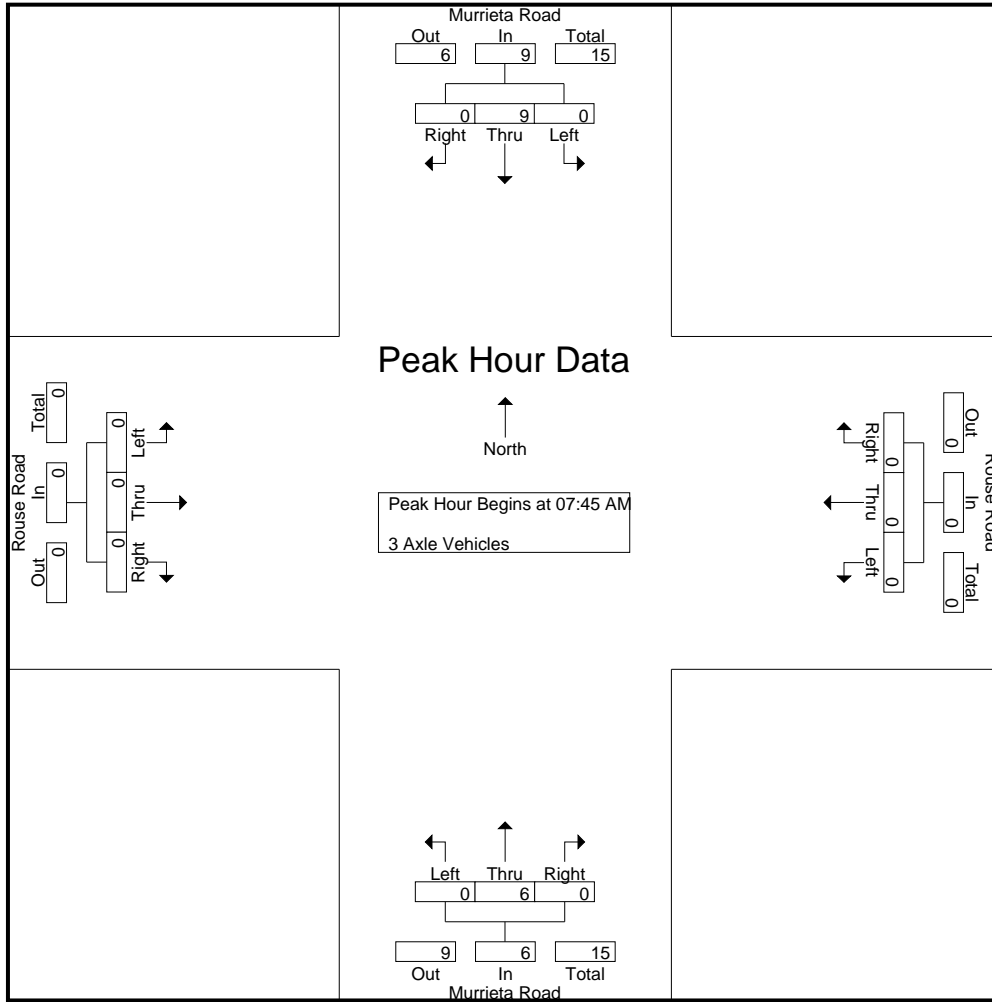 Murrieta Road
Out In Total
6 9 15
0 9 0
Right Thru Left
Peak Hour Data
North
Peak Hour Begins at 07:45 AM
3 Axle Vehicles
Rouse Road
Out In Total
0 0 0
Left Thru Right
0 0 0
Rouse Road
Out In Total
0 0 0
Right Thru Left
0 0 0
Left Thru Right
0 6 0
9 6 15
Out In Total
Murrieta Road